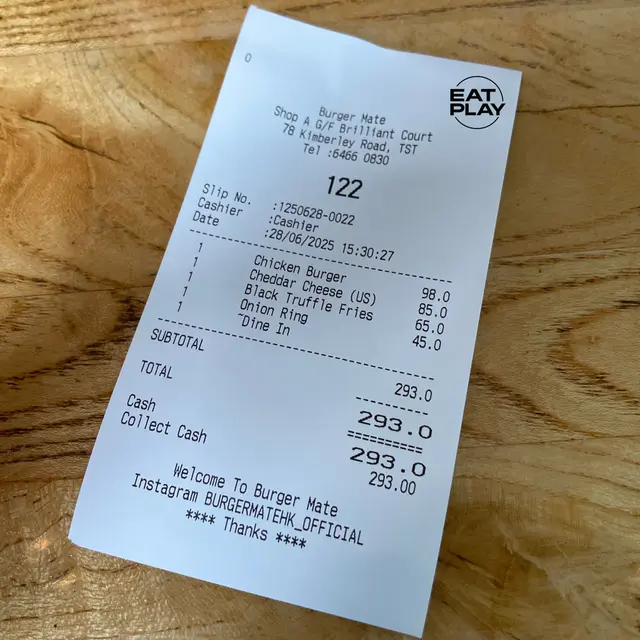 0
EAT
PLAY
Burger Mate
Shop A G/F Brilliant Court
78 Kimberley Road, TST
Tel :6466 0830
122
Slip No. :1250628-0022
Cashier :Cashier
Date :28/06/2025 15:30:27
1 Chicken Burger 98.0
1 Cheddar Cheese (US) 85.0
1 Black Truffle Fries 65.0
1 Onion Ring 45.0
1 ~Dine In
SUBTOTAL 293.0
TOTAL 293.0
Cash 293.0
Collect Cash 293.00
Welcome To Burger Mate
Instagram BURGERMATEHK_OFFICIAL
**** Thanks ****